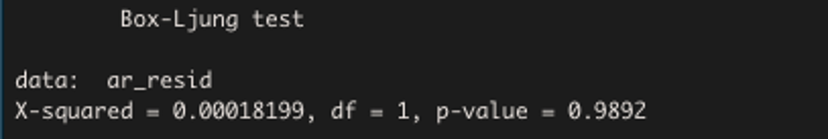 Box-Ljung test
data:  ar_resid
X-squared = 0.00018199, df = 1, p-value = 0.9892